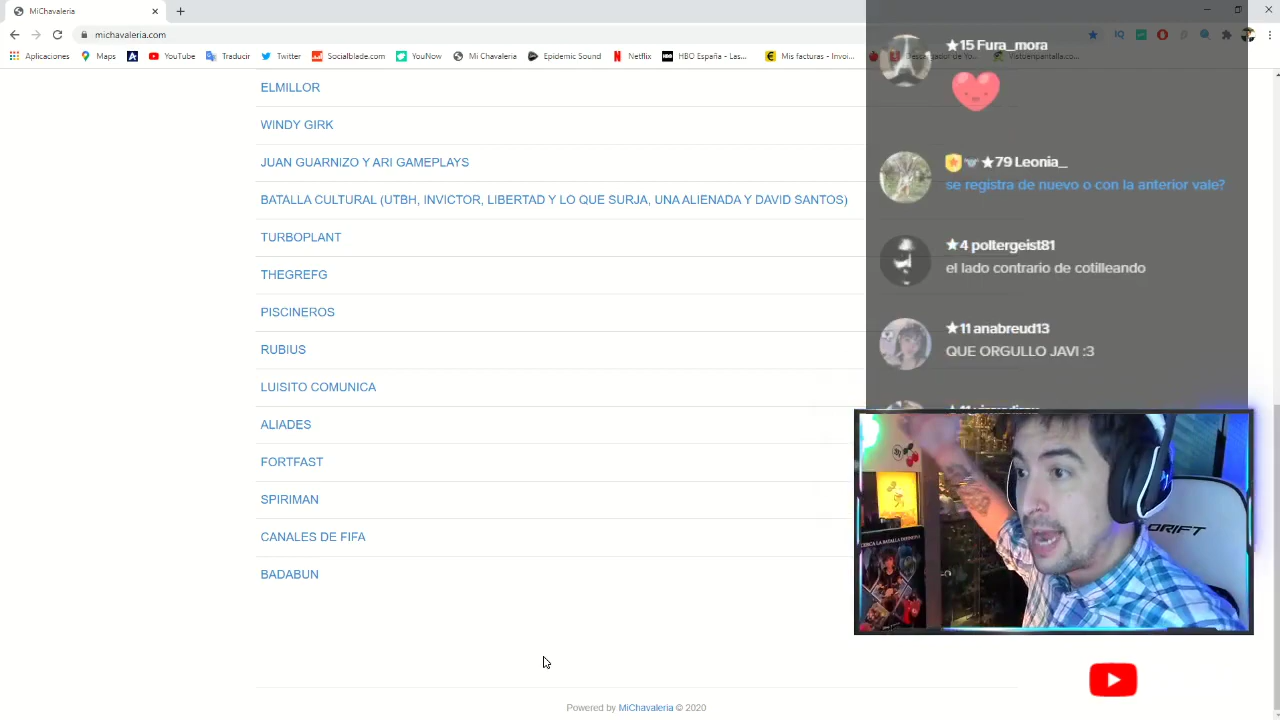 MiChavaleria
michavaleria.com
Aplicaciones
Maps
YouTube
Traducir
Twitter
Socialblade.com
YouNow
Mi Chavaleria
Epidemic Sound
Netflix
HBO España - Las...
Mis facturas - Invoi...
Vistoenpantalla.co...
ELMILLOR
WINDY GIRK
JUAN GUARNIZO Y ARI GAMEPLAYS
BATALLA CULTURAL (UTBH, INVICTOR, LIBERTAD Y LO QUE SURJA, UNA ALIENADA Y DAVID SANTOS)
TURBOPLANT
THEGREFG
PISCINEROS
RUBIUS
LUISITO COMUNICA
ALIADES
FORTFAST
SPIRIMAN
CANALES DE FIFA
BADABUN
Powered by MiChavaleria © 2020
★15 Fura_mora
★79 Leonia_
se registra de nuevo o con la anterior vale?
★4 poltergeist81
el lado contrario de cotilleando
★11 anabreud13
QUE ORGULLO JAVI :3
DRIFT